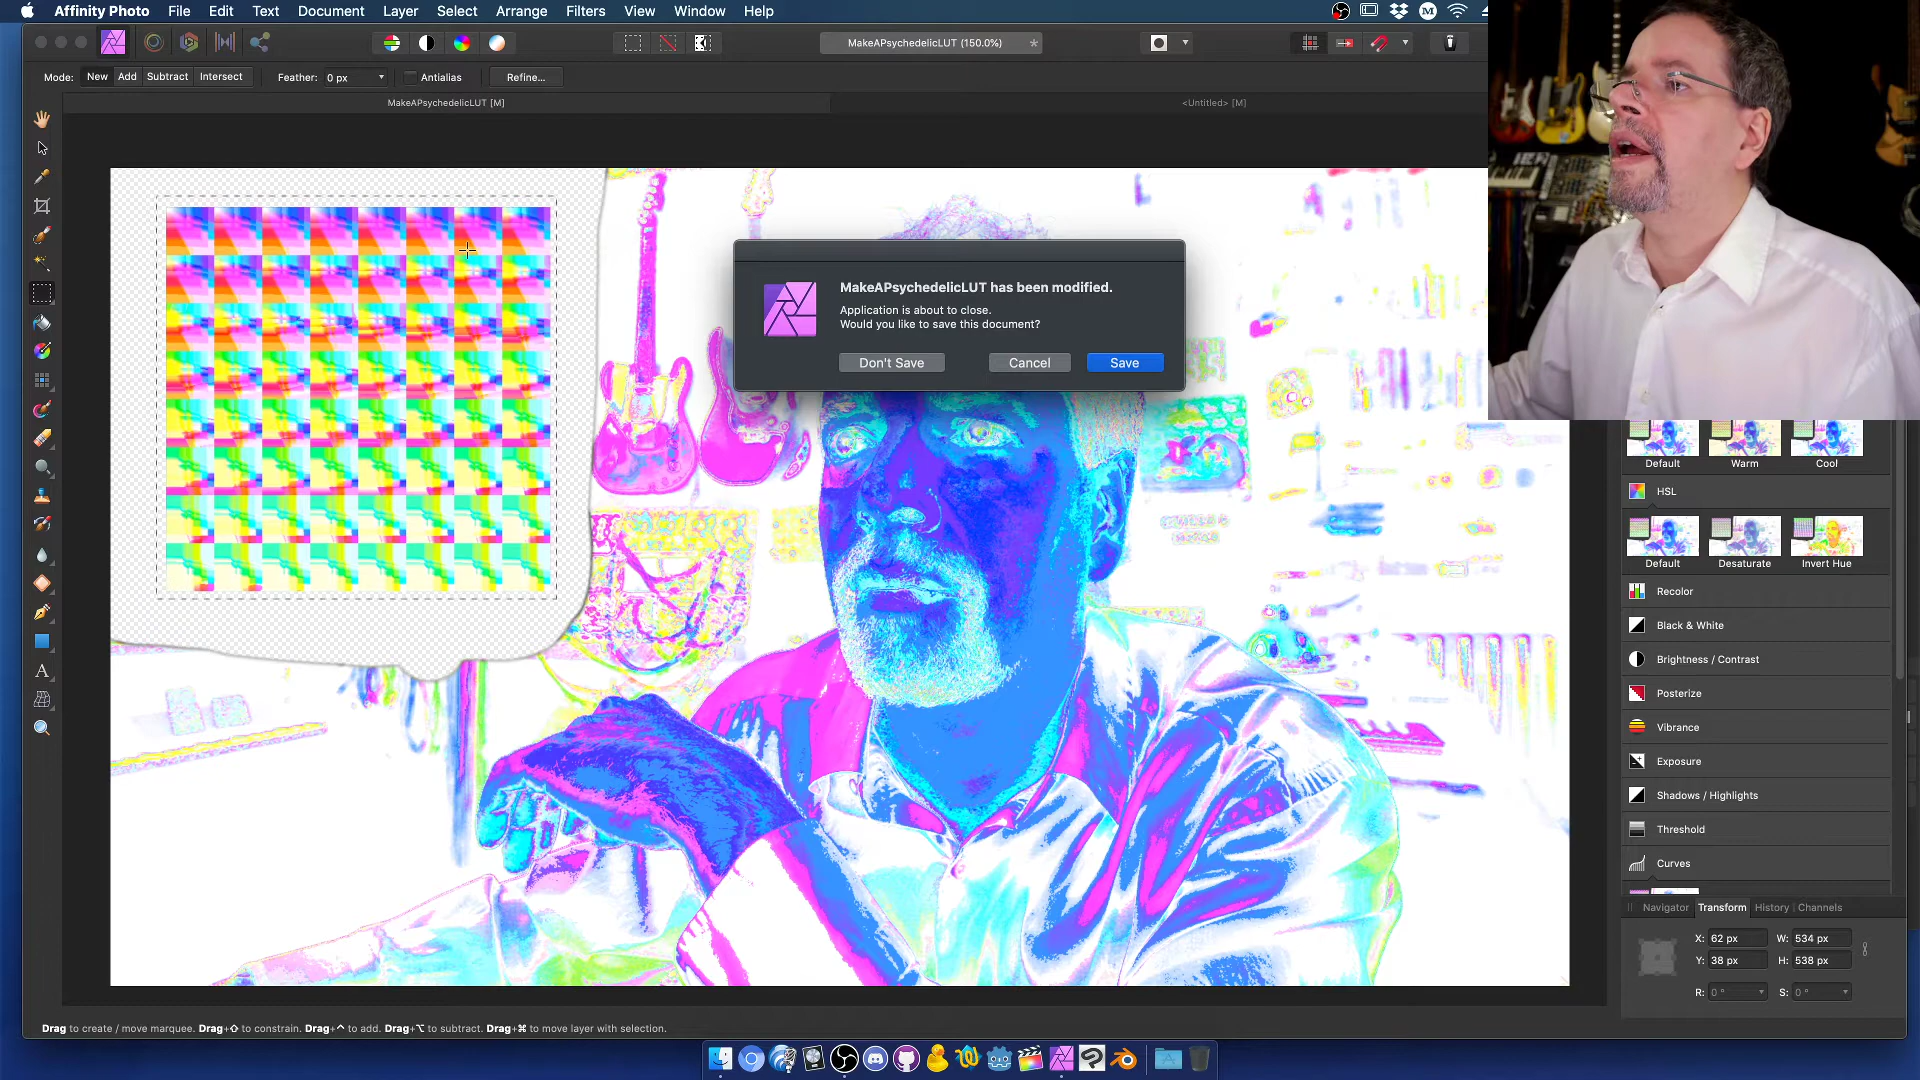 Affinity Photo File Edit Text Document Layer Select Arrange Filters View Window Help
MakeAPsychedelicLUT (150.0%)
Mode: New Add Subtract Intersect Feather: 0 px Antialias Refine...
MakeAPsychedelicLUT [M] <Untitled> [M]
MakeAPsychedelicLUT has been modified.
Application is about to close.
Would you like to save this document?
Don't Save Cancel Save
Default Warm Cool
HSL
Default Desaturate Invert Hue
Recolor
Black & White
Brightness / Contrast
Posterize
Vibrance
Exposure
Shadows / Highlights
Threshold
Curves
Navigator Transform History Channels
X: 62 px W: 534 px
Y: 38 px H: 538 px
R: 0 ° S: 0 °
Drag to create / move marquee. Drag+⇧ to constrain. Drag+^ to add. Drag+⌥ to subtract. Drag+⌘ to move layer with selection.